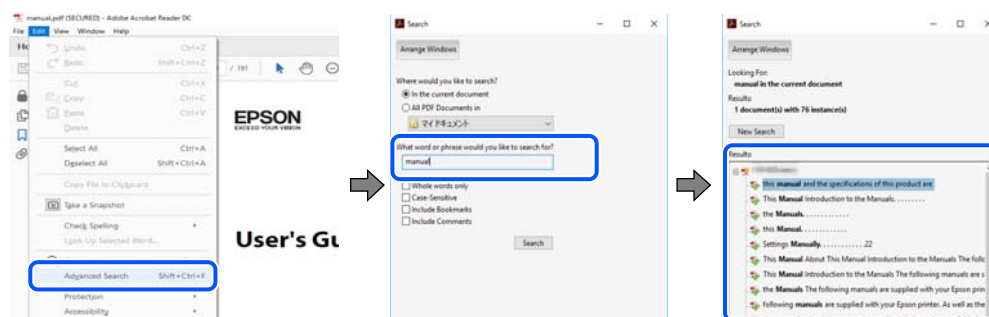 manual.pdf (SECURED) - Adobe Acrobat Reader DC
File Edit View Window Help
Undo Ctrl+Z
Redo Shift+Ctrl+Z
Cut Ctrl+X
Copy Ctrl+C
Paste Ctrl+V
Delete
Select All Ctrl+A
Deselect All Shift+Ctrl+A
Copy File to Clipboard
Take a Snapshot
Check Spelling
Look Up Selected Word...
Advanced Search Shift+Ctrl+F
Protection
Accessibility
/ 181
EPSON
EXCEED YOUR VISION
User's Gu
Search
Arrange Windows
Where would you like to search?
In the current document
All PDF Documents in
マイ ドキュメント
What word or phrase would you like to search for?
manual
Whole words only
Case-Sensitive
Include Bookmarks
Include Comments
Search
Search
Arrange Windows
Looking For:
manual in the current document
Results:
1 document(s) with 76 instance(s)
New Search
Results:
this manual and the specifications of this product are
This Manual Introduction to the Manuals. . . . . . . . .
the Manuals. . . . . . . . . . . . .
this Manual. . . . . . . . . . . . .
Settings Manually. . . . . . . . . . . . .22
This Manual About This Manual Introduction to the Manuals The follo
This Manual Introduction to the Manuals The following manuals are s
the Manuals The following manuals are supplied with your Epson prin
following manuals are supplied with your Epson printer. As well as the